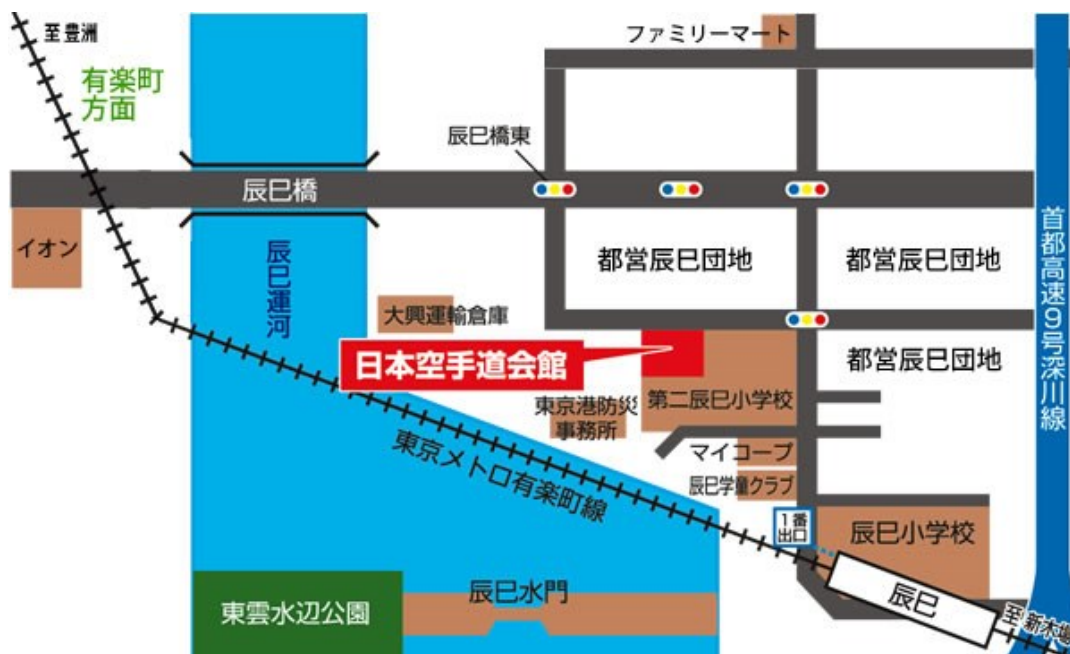 至 豊洲
ファミリーマート
有楽町
方面
辰巳橋東
辰巳橋
イオン
辰巳運河
都営辰巳団地
都営辰巳団地
首都高速9号深川線
大興運輸倉庫
日本空手道会館
都営辰巳団地
第二辰巳小学校
東京港防災
事務所
マイコープ
辰巳学童クラブ
東京メトロ有楽町線
1番
出口
辰巳小学校
辰巳水門
東雲水辺公園
辰巳
至 新木場